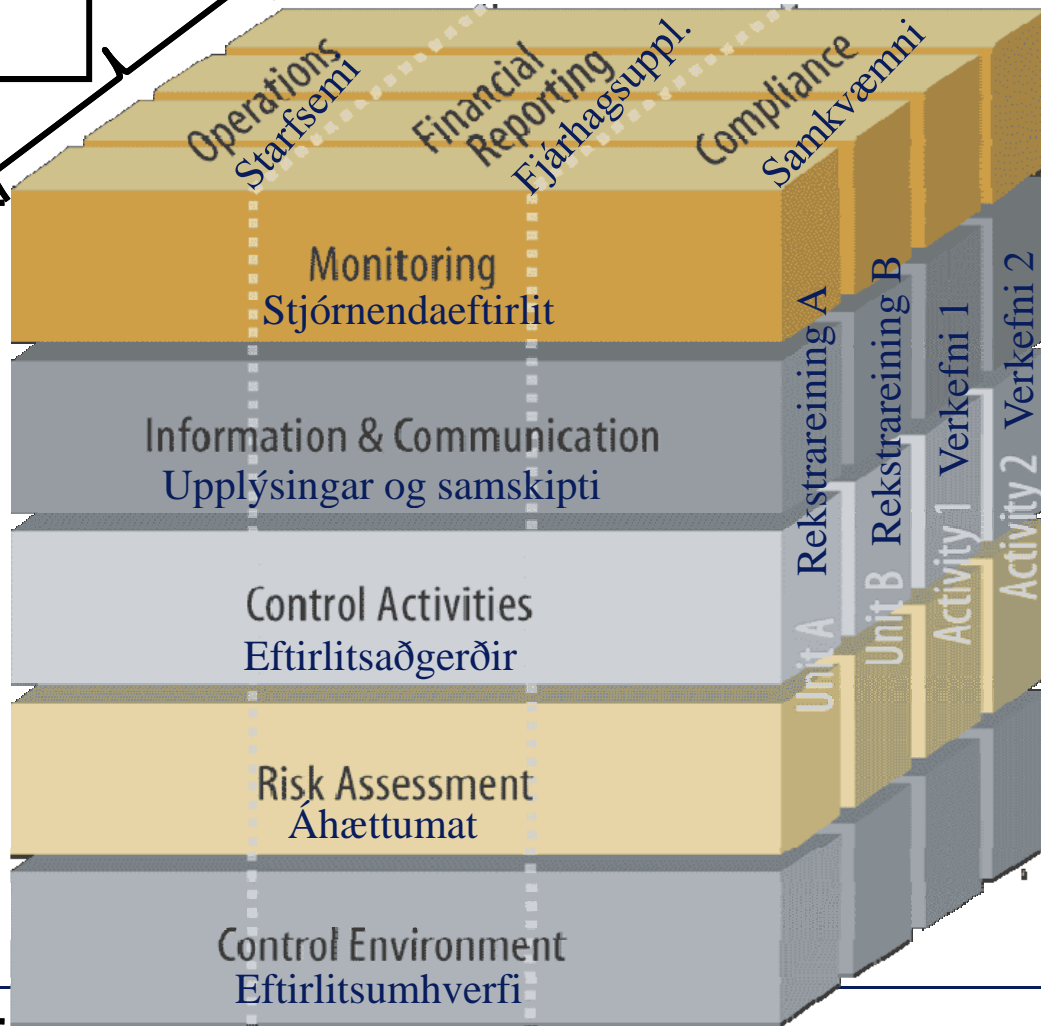 Operations
Starfsemi
Financial
Reporting
Fjárhagsuppl.
Compliance
Samkvæmni
Monitoring
Stjórnendaeftirlit
Information & Communication
Upplýsingar og samskipti
Control Activities
Eftirlitsaðgerðir
Risk Assessment
Áhættumat
Control Environment
Eftirlitsumhverfi
Unit A
Rekstrareining A
Unit B
Rekstrareining B
Activity 1
Verkefni 1
Activity 2
Verkefni 2